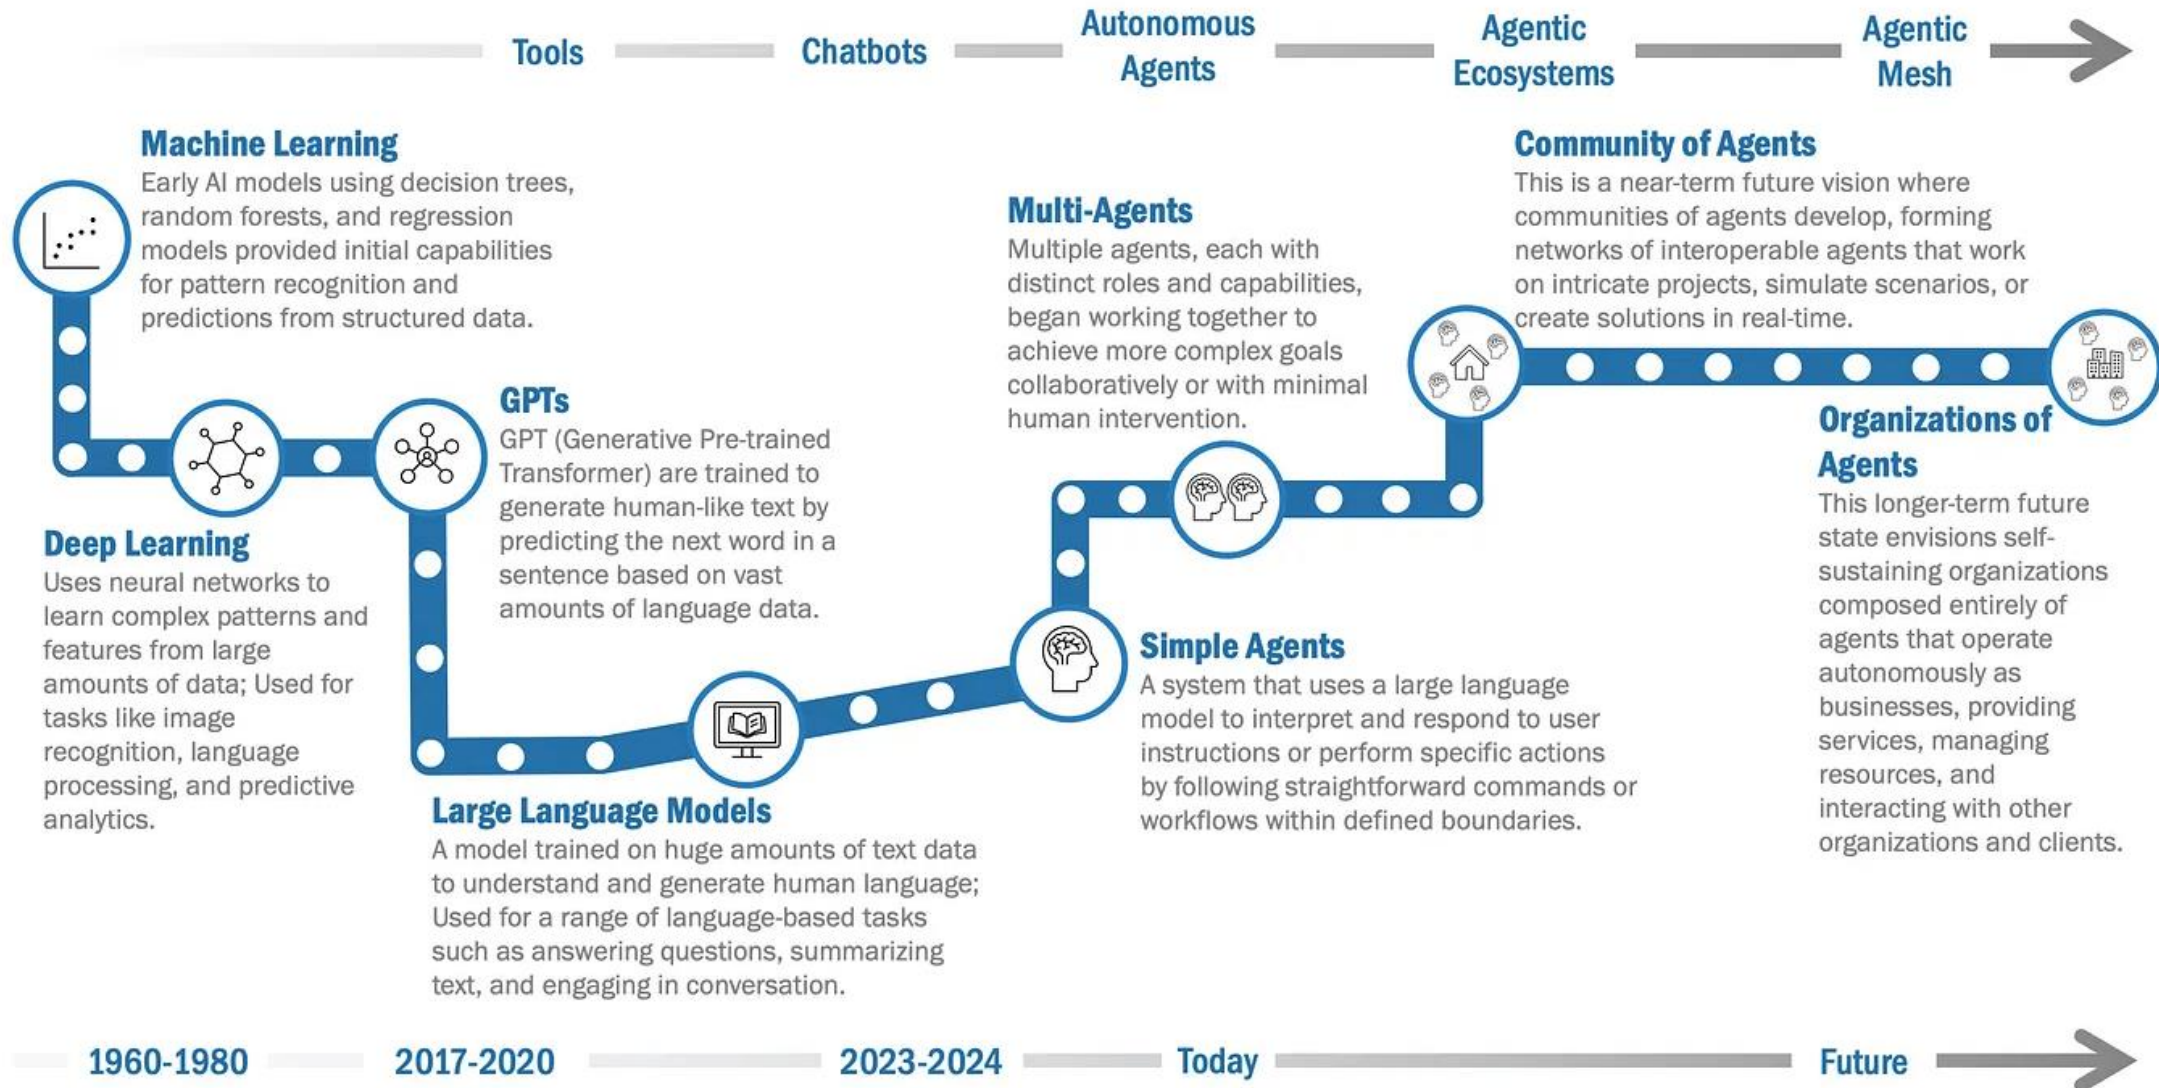 Tools
Chatbots
Autonomous
Agents
Agentic
Ecosystems
Agentic
Mesh
Machine Learning
Early AI models using decision trees,
random forests, and regression
models provided initial capabilities
for pattern recognition and
predictions from structured data.
Deep Learning
Uses neural networks to
learn complex patterns and
features from large
amounts of data; Used for
tasks like image
recognition, language
processing, and predictive
analytics.
GPTs
GPT (Generative Pre-trained
Transformer) are trained to
generate human-like text by
predicting the next word in a
sentence based on vast
amounts of language data.
Large Language Models
A model trained on huge amounts of text data
to understand and generate human language;
Used for a range of language-based tasks
such as answering questions, summarizing
text, and engaging in conversation.
Simple Agents
A system that uses a large language
model to interpret and respond to user
instructions or perform specific actions
by following straightforward commands or
workflows within defined boundaries.
Multi-Agents
Multiple agents, each with
distinct roles and capabilities,
began working together to
achieve more complex goals
collaboratively or with minimal
human intervention.
Community of Agents
This is a near-term future vision where
communities of agents develop, forming
networks of interoperable agents that work
on intricate projects, simulate scenarios, or
create solutions in real-time.
Organizations of
Agents
This longer-term future
state envisions self-
sustaining organizations
composed entirely of
agents that operate
autonomously as
businesses, providing
services, managing
resources, and
interacting with other
organizations and clients.
1960-1980
2017-2020
2023-2024
Today
Future